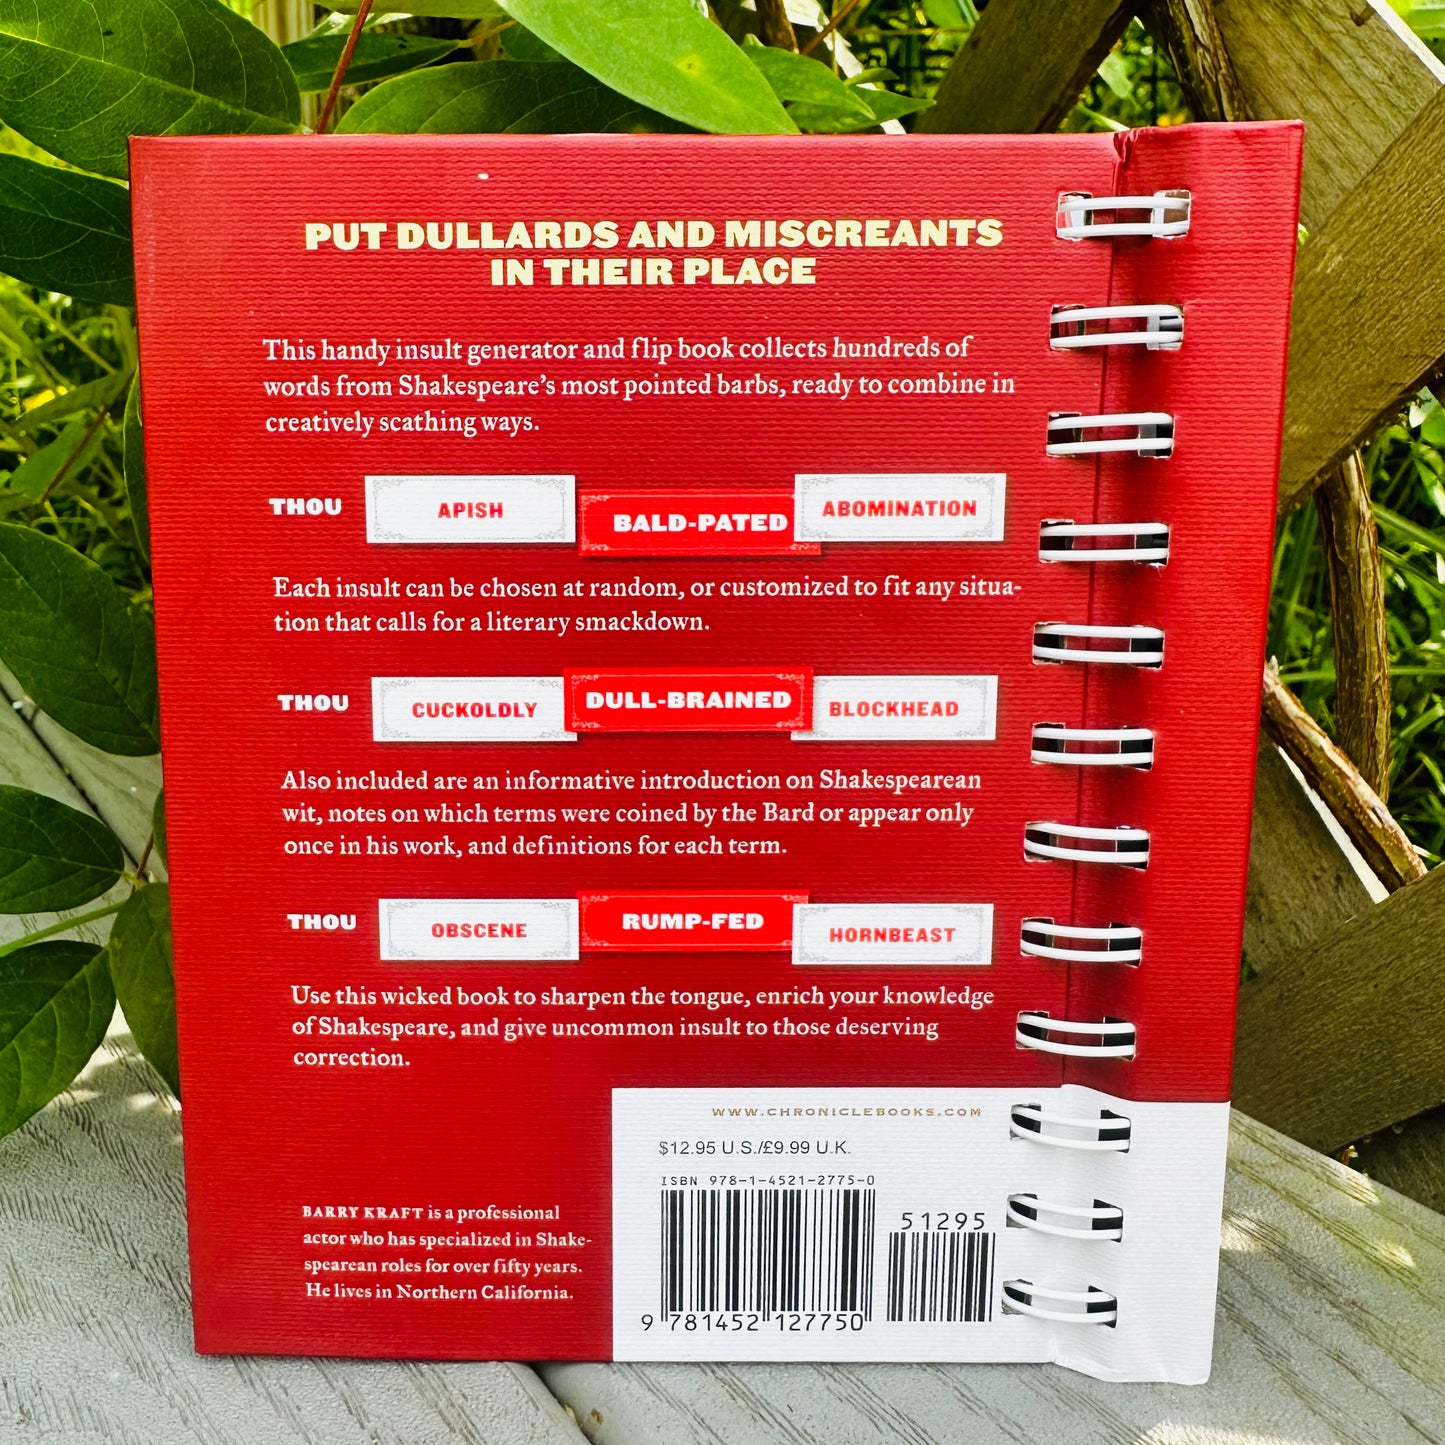 PUT DULLARDS AND MISCREANTS
IN THEIR PLACE
This handy insult generator and flip book collects hundreds of
words from Shakespeare's most pointed barbs, ready to combine in
creatively scathing ways.
THOU APISH BALD-PATED ABOMINATION
Each insult can be chosen at random, or customized to fit any situa-
tion that calls for a literary smackdown.
THOU CUCKOLDLY DULL-BRAINED BLOCKHEAD
Also included are an informative introduction on Shakespearean
wit, notes on which terms were coined by the Bard or appear only
once in his work, and definitions for each term.
THOU OBSCENE RUMP-FED HORNBEAST
Use this wicked book to sharpen the tongue, enrich your knowledge
of Shakespeare, and give uncommon insult to those deserving
correction.
BARRY KRAFT is a professional
actor who has specialized in Shake-
spearean roles for over fifty years.
He lives in Northern California.
WWW.CHRONICLEBOOKS.COM
$12.95 U.S./£9.99 U.K.
ISBN 978-1-4521-2775-0
51295
9 781452 127750